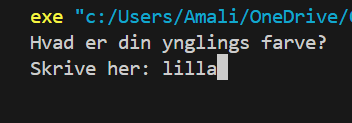 exe "c:/Users/Amali/OneDrive/
Hvad er din ynglings farve?
Skrive her: lilla